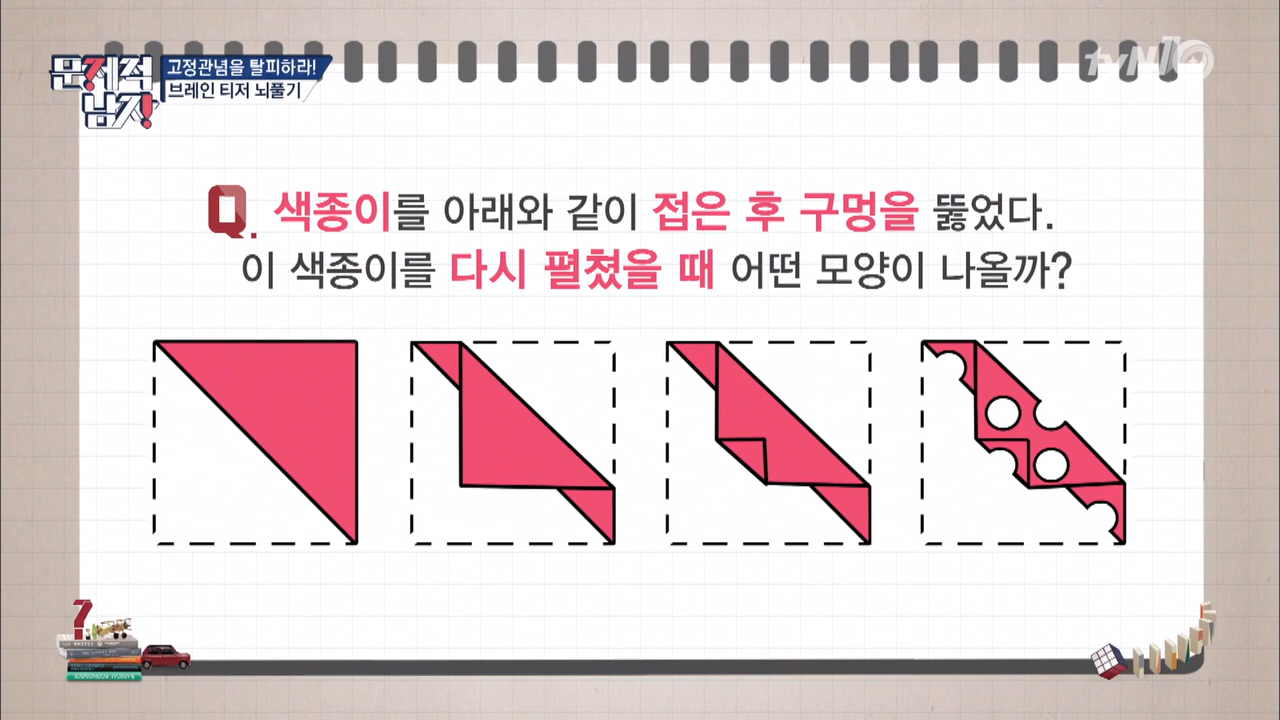 문제적
남자!
고정관념을 탈피하라!
브레인 티저 뇌풀기
tvN10
Q. 색종이를 아래와 같이 접은 후 구멍을 뚫었다.
이 색종이를 다시 펼쳤을 때 어떤 모양이 나올까?
?